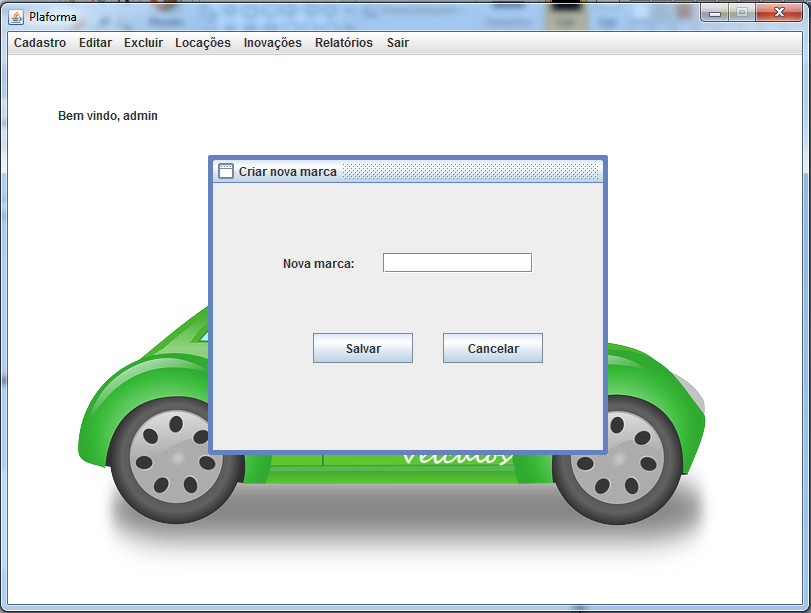 Plaforma
Cadastro Editar Excluir Locações Inovações Relatórios Sair
Bem vindo, admin
Criar nova marca
Nova marca:
Salvar Cancelar
veículos